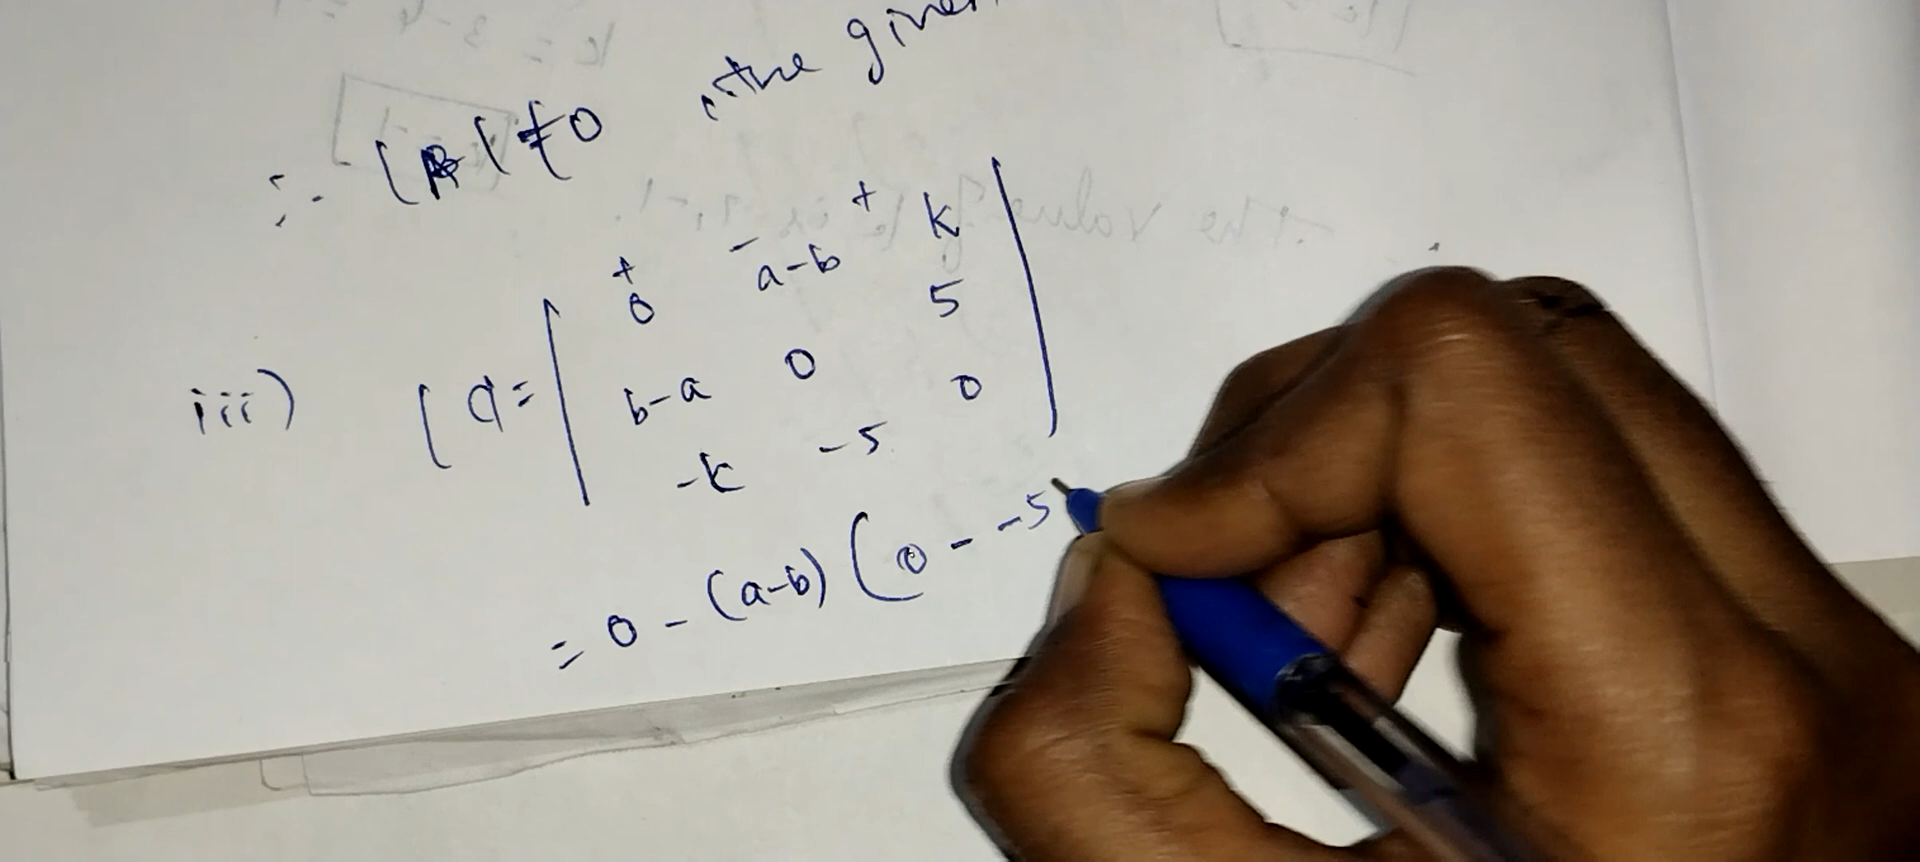 ∴ |A| ≠ 0 ∴ the given
+ - +
iii) |C| = | 0 a-b k |
| b-a 0 5 |
| -k -5 0 |
= 0 - (a-b) ( 0 - -5